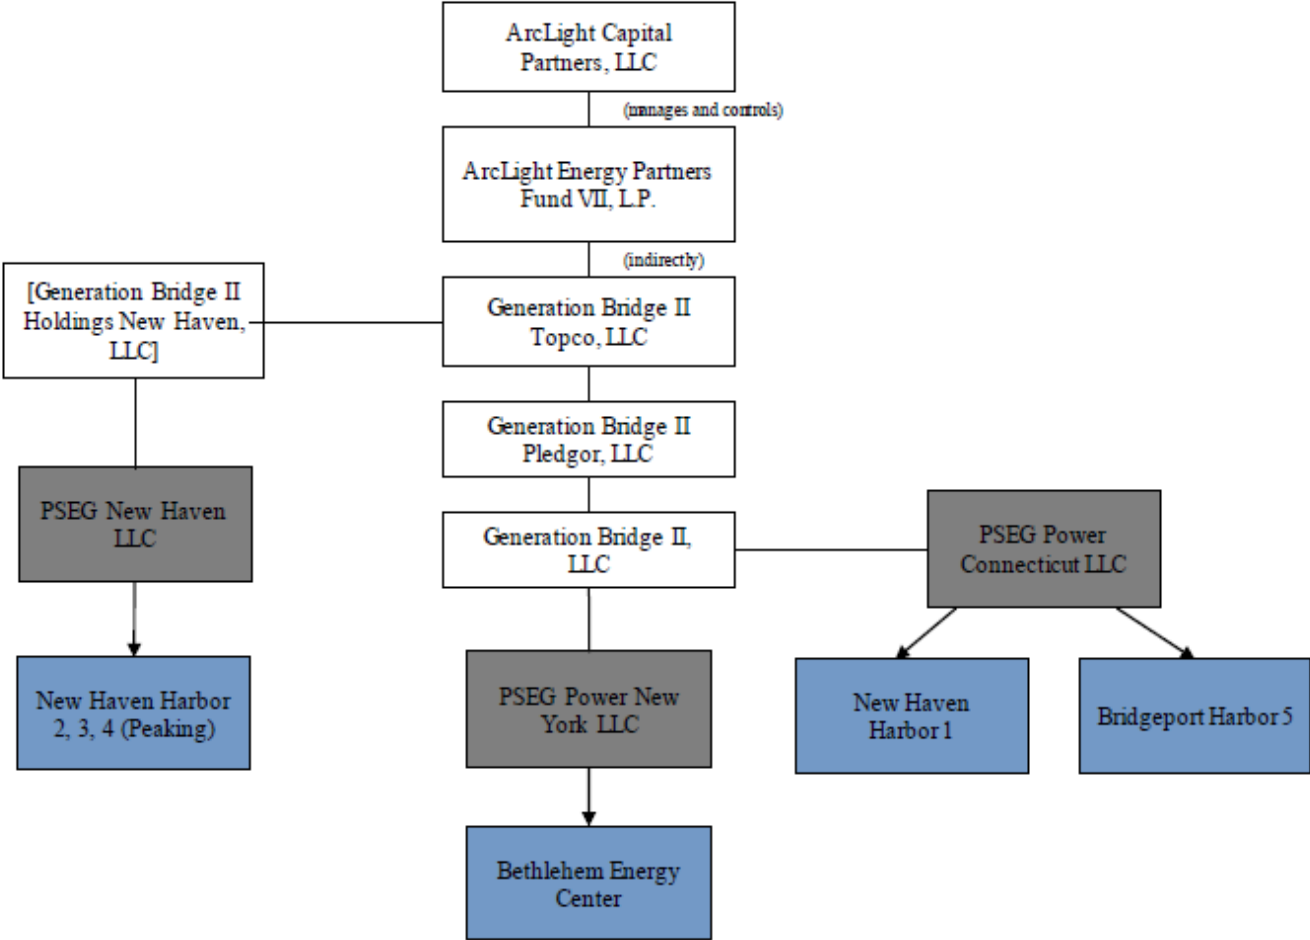 ArcLight Capital
Partners, LLC
(manages and controls)
ArcLight Energy Partners
Fund VII, L.P.
(indirectly)
[Generation Bridge II
Holdings New Haven,
LLC]
Generation Bridge II
Topco, LLC
Generation Bridge II
Pledgor, LLC
PSEG New Haven
LLC
Generation Bridge II,
LLC
PSEG Power
Connecticut LLC
New Haven Harbor
2, 3, 4 (Peaking)
PSEG Power New
York LLC
New Haven
Harbor 1
Bridgeport Harbor 5
Bethlehem Energy
Center